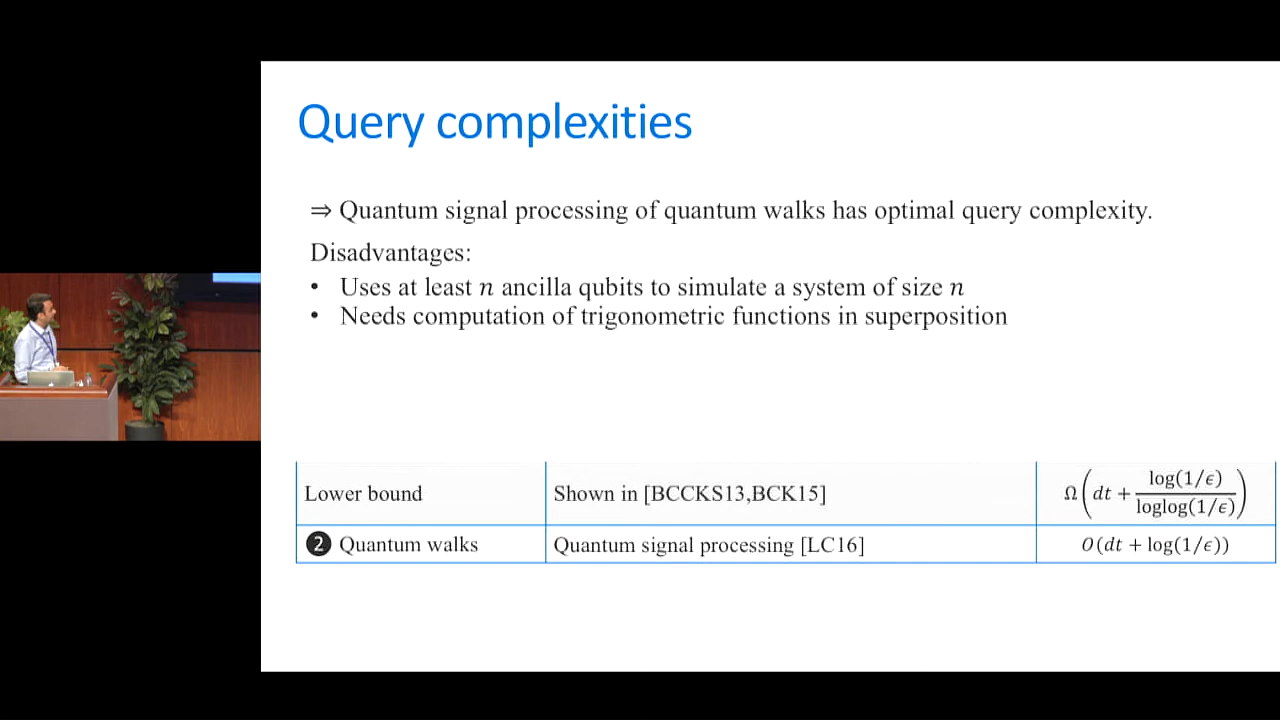 Query complexities
⇒ Quantum signal processing of quantum walks has optimal query complexity.
Disadvantages:
• Uses at least n ancilla qubits to simulate a system of size n
• Needs computation of trigonometric functions in superposition
Lower bound Shown in [BCCKS13,BCK15] Ω(dt + log(1/ϵ)/loglog(1/ϵ))
2 Quantum walks Quantum signal processing [LC16] O(dt + log(1/ϵ))